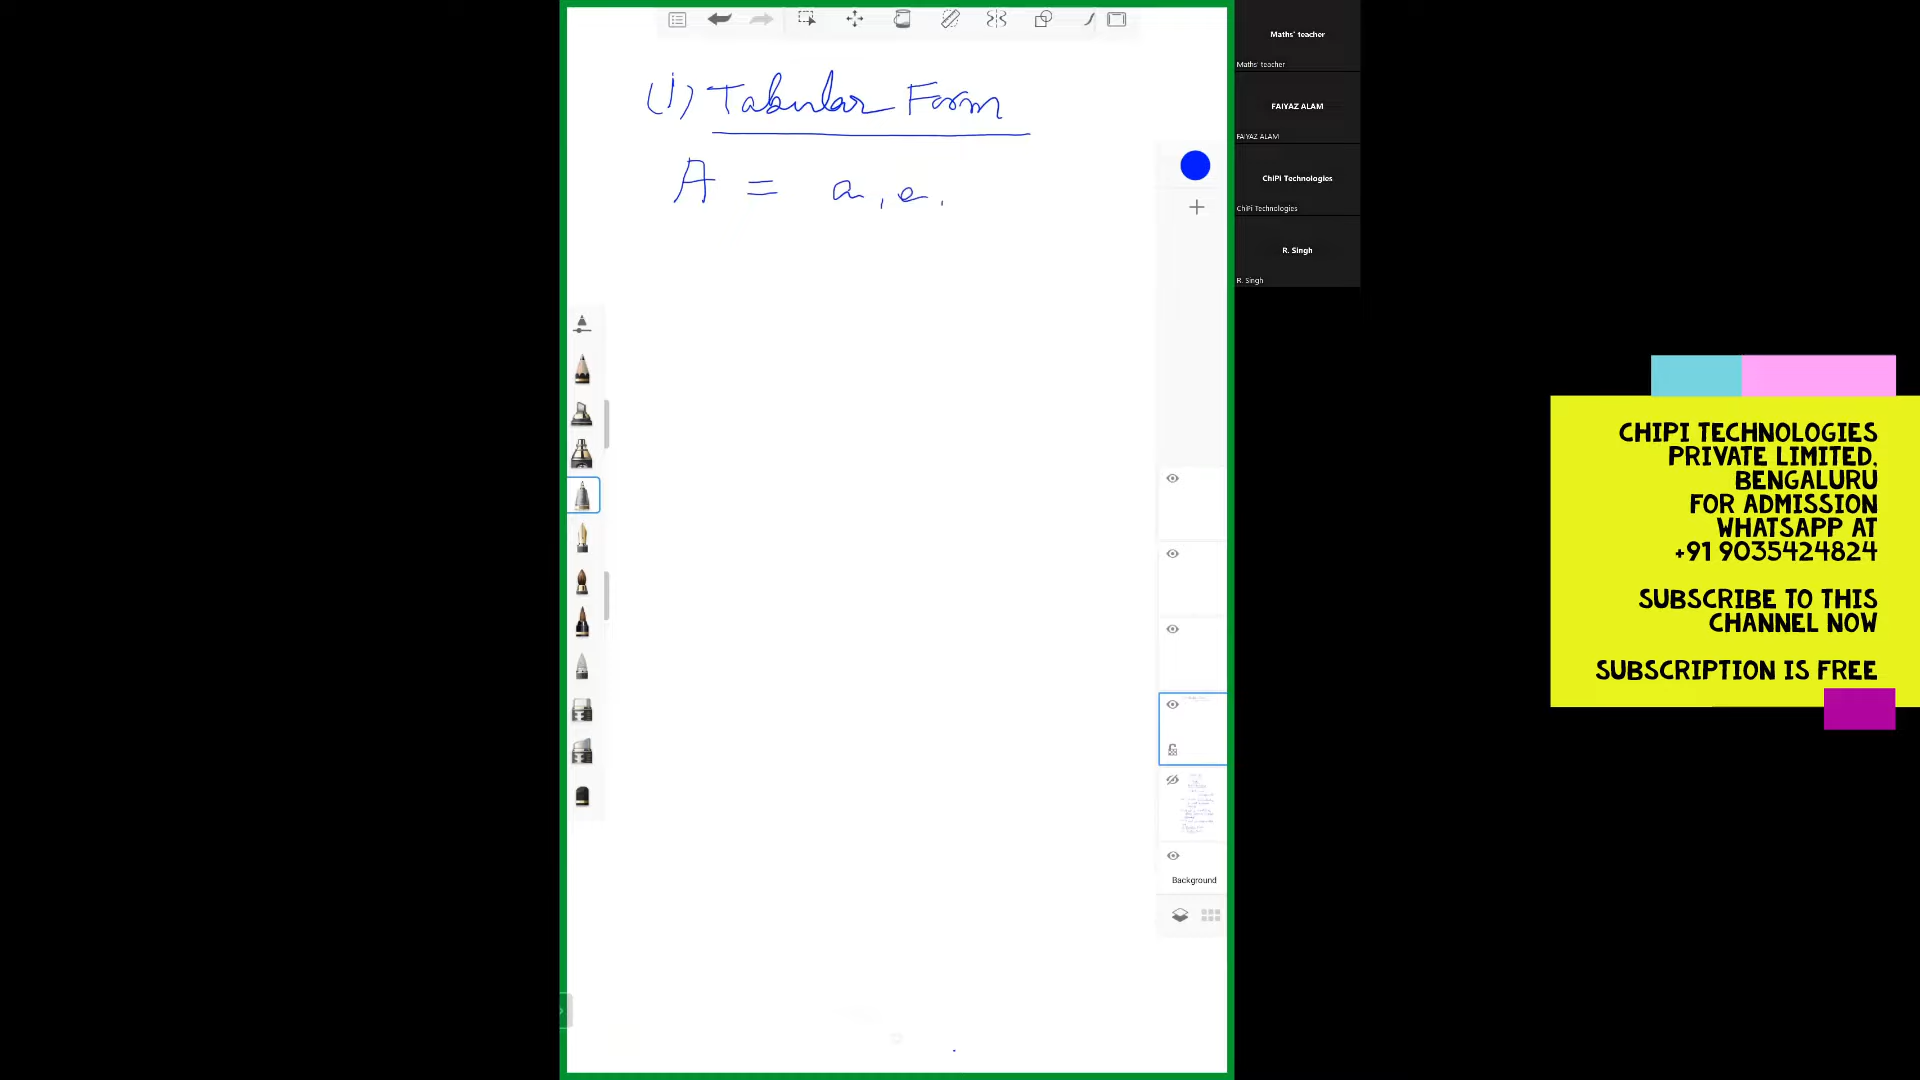 (i) Tabular Form
A = a, e,
Background
Maths' teacher
Maths' teacher
FAIYAZ ALAM
FAIYAZ ALAM
ChiPi Technologies
ChiPi Technologies
R. Singh
R. Singh
CHIPI TECHNOLOGIES
PRIVATE LIMITED,
BENGALURU
FOR ADMISSION
WHATSAPP AT
+91 9035424824
SUBSCRIBE TO THIS
CHANNEL NOW
SUBSCRIPTION IS FREE